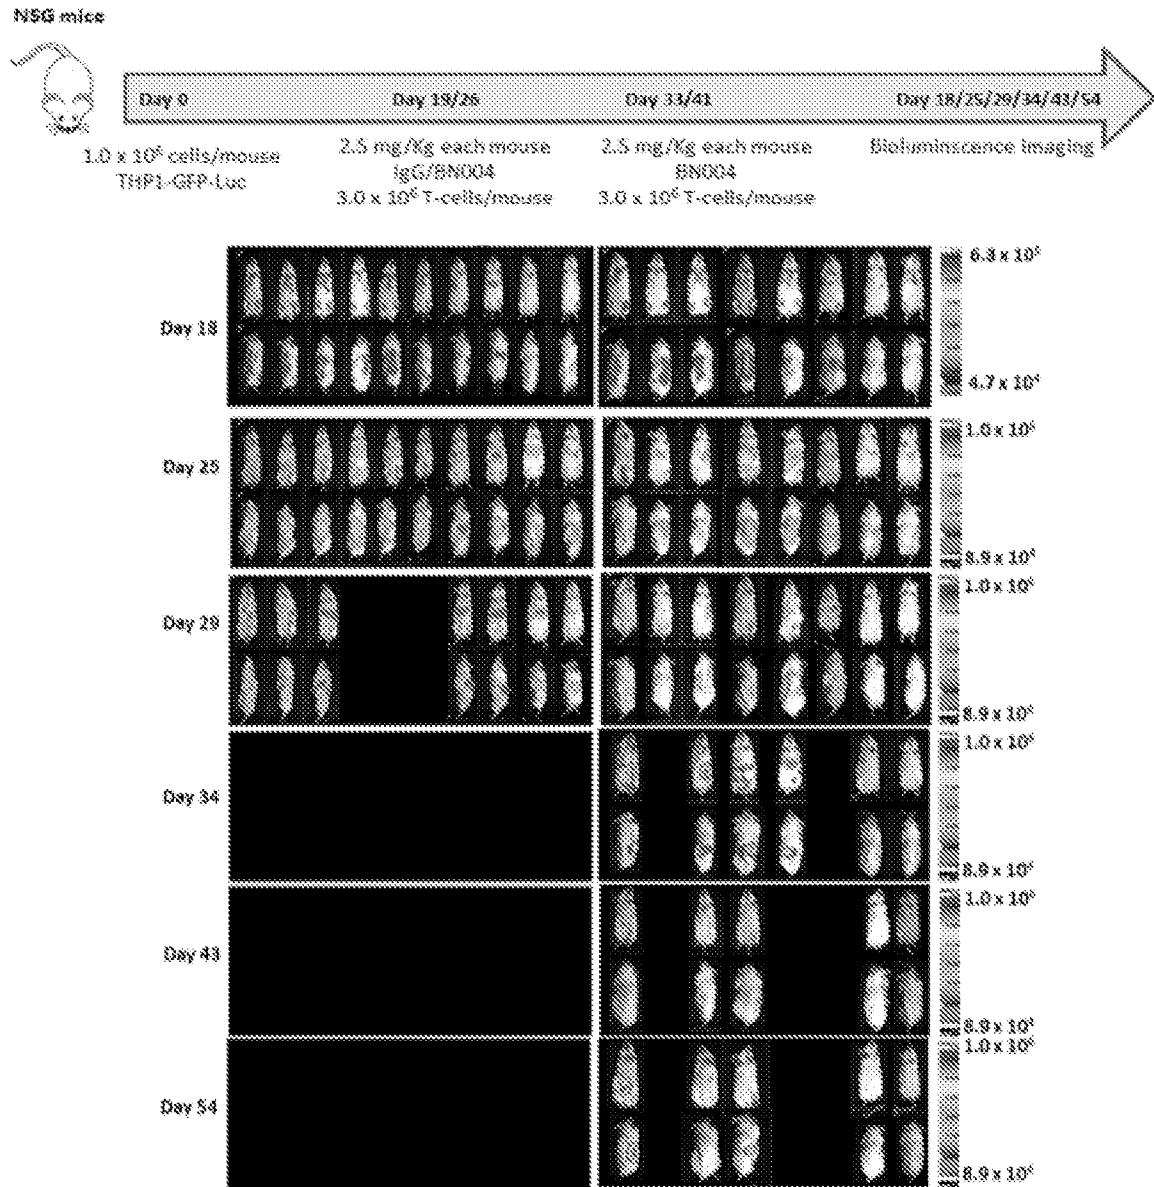 NSG mice
Day 0
Day 19/26
Day 33/41
Day 18/25/29/34/43/54
1.0 x 10⁶ cells/mouse
THP1-GFP-Luc
2.5 mg/Kg each mouse
IgG/BN004
3.0 x 10⁶ T-cells/mouse
2.5 mg/Kg each mouse
BN004
3.0 x 10⁶ T-cells/mouse
Bioluminscence Imaging
Day 18
6.3 x 10⁵
4.7 x 10⁴
Day 25
1.0 x 10⁶
8.9 x 10⁴
Day 29
1.0 x 10⁶
8.9 x 10⁴
Day 34
1.0 x 10⁶
8.9 x 10⁴
Day 43
1.0 x 10⁶
8.9 x 10⁴
Day 54
1.0 x 10⁶
8.9 x 10⁴